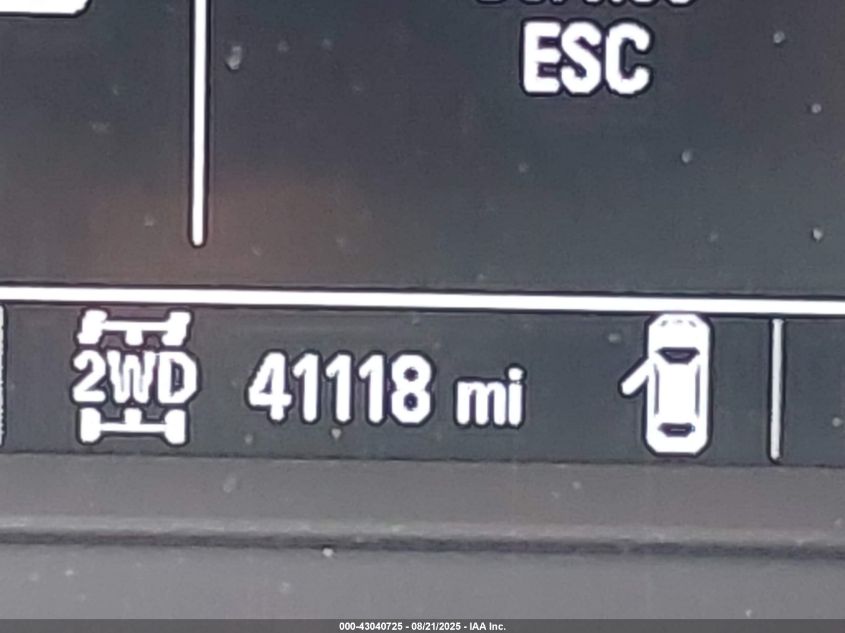 ESC
2WD 41118 mi
000-43040725 - 08/21/2025 - IAA Inc.